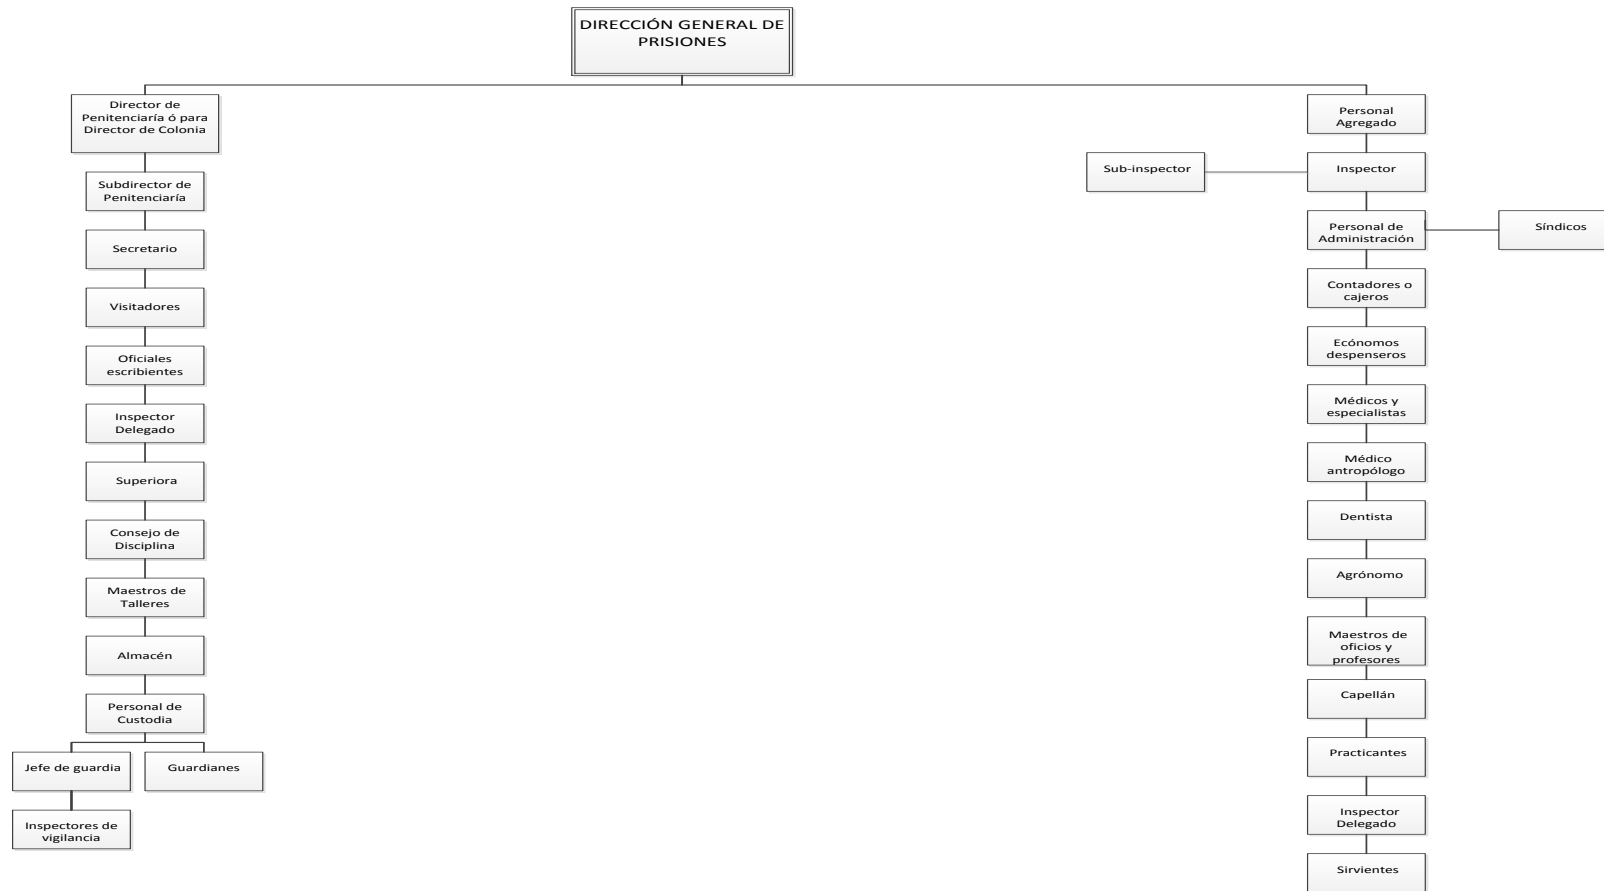 DIRECCIÓN GENERAL DE
PRISIONES
Director de
Penitenciaría ó para
Director de Colonia
Subdirector de
Penitenciaría
Secretario
Visitadores
Oficiales
escribientes
Inspector
Delegado
Superiora
Consejo de
Disciplina
Maestros de
Talleres
Almacén
Personal de
Custodia
Jefe de guardia
Guardianes
Inspectores de
vigilancia
Personal
Agregado
Sub-inspector
Inspector
Personal de
Administración
Síndicos
Contadores o
cajeros
Ecónomos
despenseros
Médicos y
especialistas
Médico
antropólogo
Dentista
Agrónomo
Maestros de
oficios y
profesores
Capellán
Practicantes
Inspector
Delegado
Sirvientes